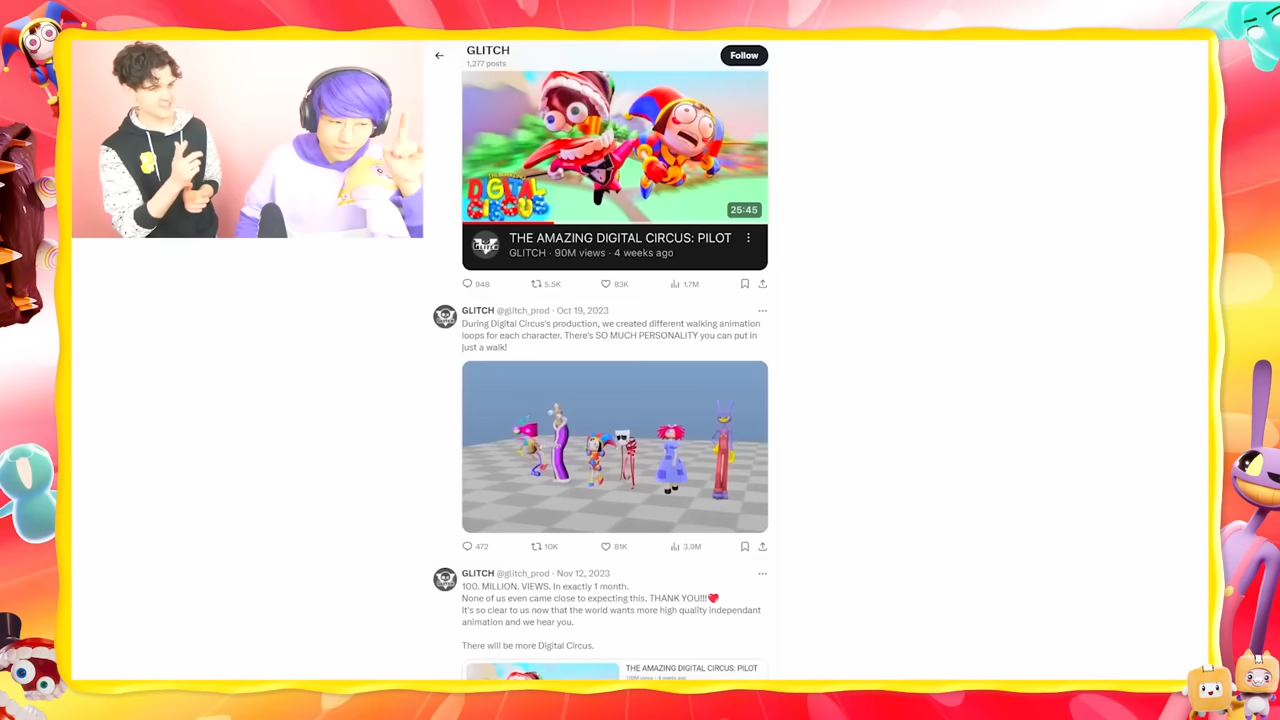 GLITCH
1,277 posts
Follow
THE AMAZING
DIGITAL
CIRCUS
25:45
THE AMAZING DIGITAL CIRCUS: PILOT
GLITCH · 90M views · 4 weeks ago
948 5.5K 83K 1.7M
GLITCH @glitch_prod · Oct 19, 2023
During Digital Circus's production, we created different walking animation
loops for each character. There's SO MUCH PERSONALITY you can put in
just a walk!
472 10K 81K 3.9M
GLITCH @glitch_prod · Nov 12, 2023
100. MILLION. VIEWS. In exactly 1 month.
None of us even came close to expecting this. THANK YOU!!!❤️
It's so clear to us now that the world wants more high quality independant
animation and we hear you.
There will be more Digital Circus.
THE AMAZING DIGITAL CIRCUS: PILOT